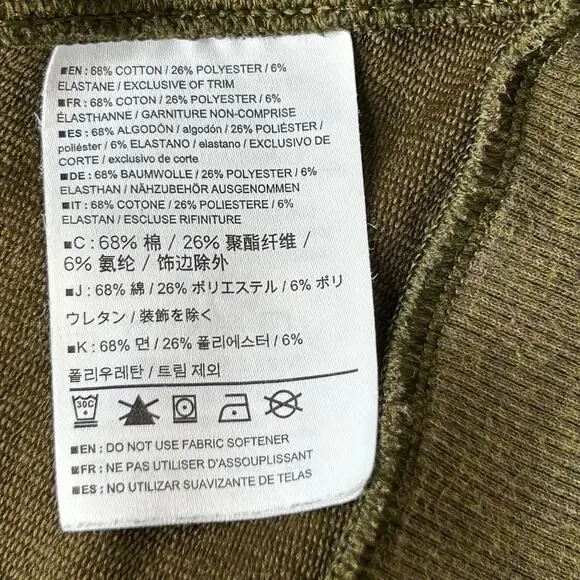 ■EN: 68% COTTON / 26% POLYESTER / 6%
ELASTANE / EXCLUSIVE OF TRIM
■FR: 68% COTON / 26% POLYESTER / 6%
ÉLASTHANNE / GARNITURE NON-COMPRISE
■ES: 68% ALGODÓN / algodón / 26% POLIÉSTER /
poliéster / 6% ELASTANO / elastano / EXCLUSIVO DE
CORTE / exclusivo de corte
■DE: 68% BAUMWOLLE / 26% POLYESTER / 6%
ELASTHAN / NÄHZUBEHÖR AUSGENOMMEN
■IT: 68% COTONE / 26% POLIESTERE / 6%
ELASTAN / ESCLUSE RIFINITURE
■C: 68% 棉 / 26% 聚酯纤维 /
6% 氨纶 / 饰边除外
■J: 68% 綿 / 26% ポリエステル / 6% ポリ
ウレタン / 装飾を除く
■K: 68% 면 / 26% 폴리에스터 / 6%
폴리우레탄 / 트림 제외
30C
■EN: DO NOT USE FABRIC SOFTENER
■FR: NE PAS UTILISER D'ASSOUPLISSANT
■ES: NO UTILIZAR SUAVIZANTE DE TELAS